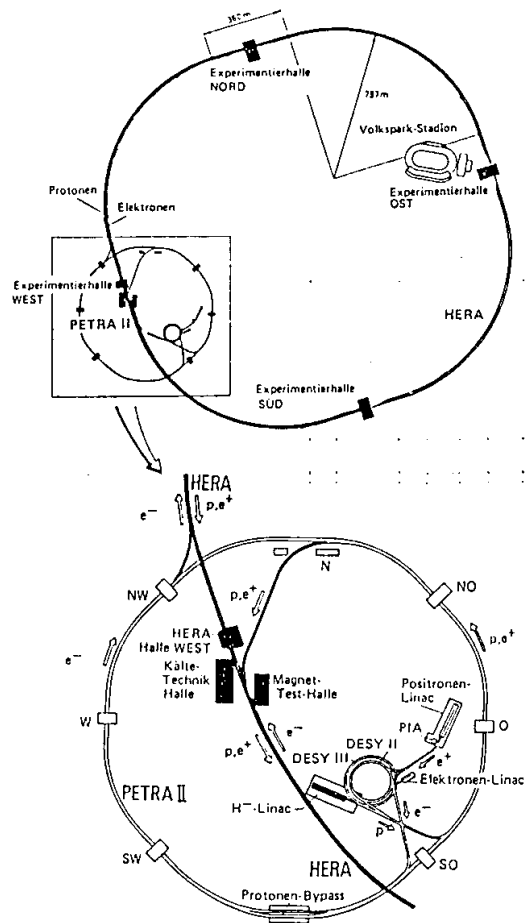 360m
Experimentierhalle
NORD
797m
Volkspark-Stadion
Experimentierhalle
OST
Protonen
Elektronen
Experimentierhalle
WEST
PETRA II
HERA
Experimentierhalle
SÜD
HERA
e⁻
p,e⁺
N
NW
NO
p,e⁺
HERA
Halle WEST
Kälte-
Technik
Halle
Magnet-
Test-Halle
e⁻
p,e⁺
Positronen-
Linac
PIA
W
O
e⁻
p,e⁺
DESY II
DESY III
e⁺
Elektronen-Linac
H⁻-Linac
e⁻
p
PETRA II
SW
SO
HERA
Protonen-Bypass